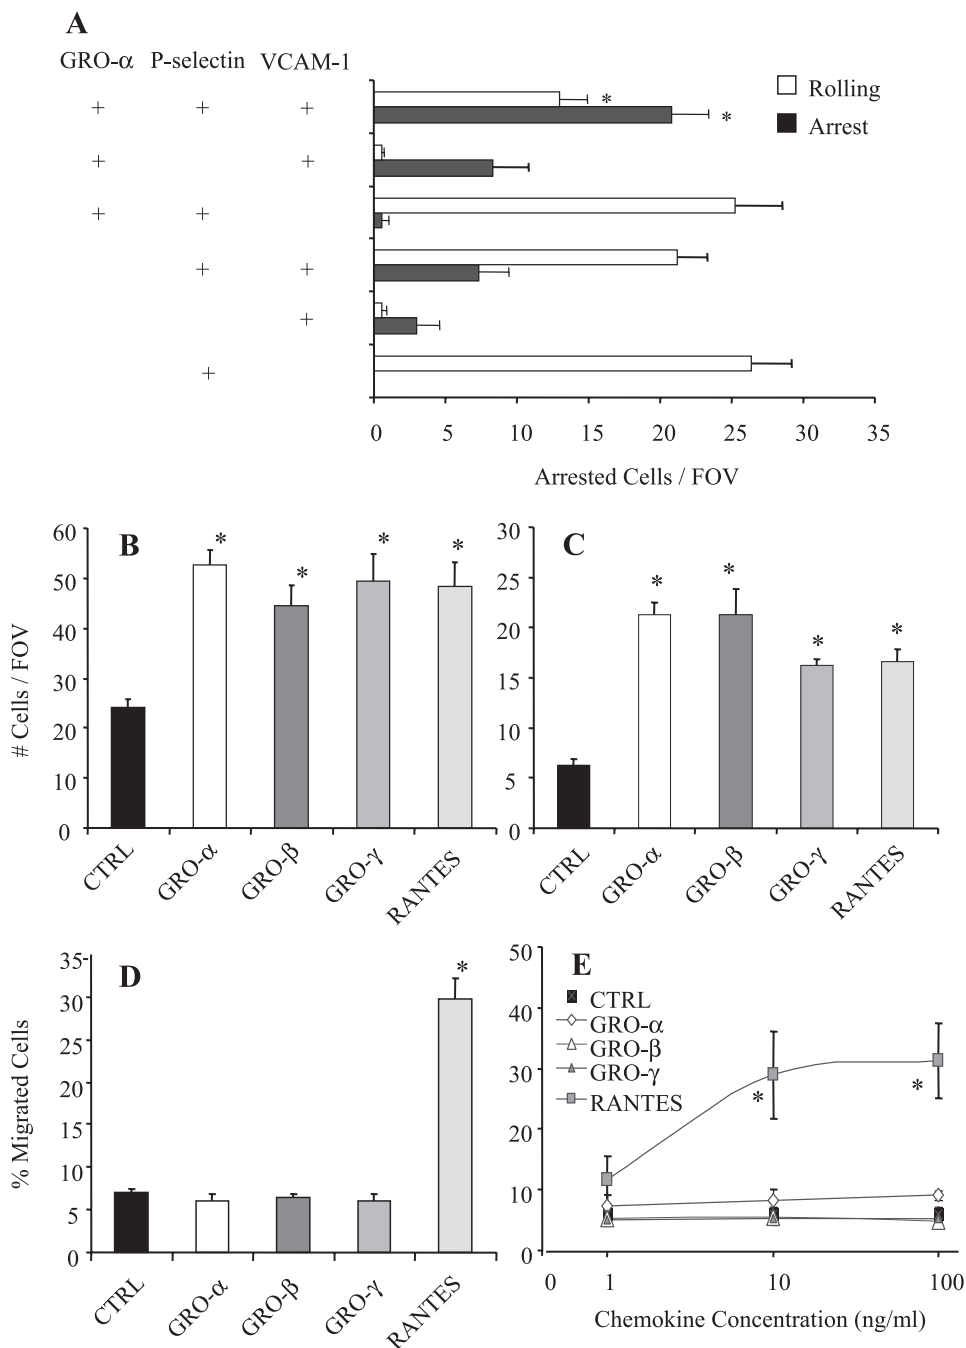 A
GRO-α P-selectin VCAM-1
+ + + * *
+ +
+ +
+ +
+
+
Rolling
Arrest
0 5 10 15 20 25 30 35
Arrested Cells / FOV
B
# Cells / FOV
60
50
40
30
20
10
0
* * * *
CTRL GRO-α GRO-β GRO-γ RANTES
C
30
25
20
15
10
5
0
* * * *
CTRL GRO-α GRO-β GRO-γ RANTES
D
% Migrated Cells
35
30
25
20
15
10
5
0
*
CTRL GRO-α GRO-β GRO-γ RANTES
E
CTRL
GRO-α
GRO-β
GRO-γ
RANTES
50
40
30
20
10
0
* *
0 1 10 100
Chemokine Concentration (ng/ml)